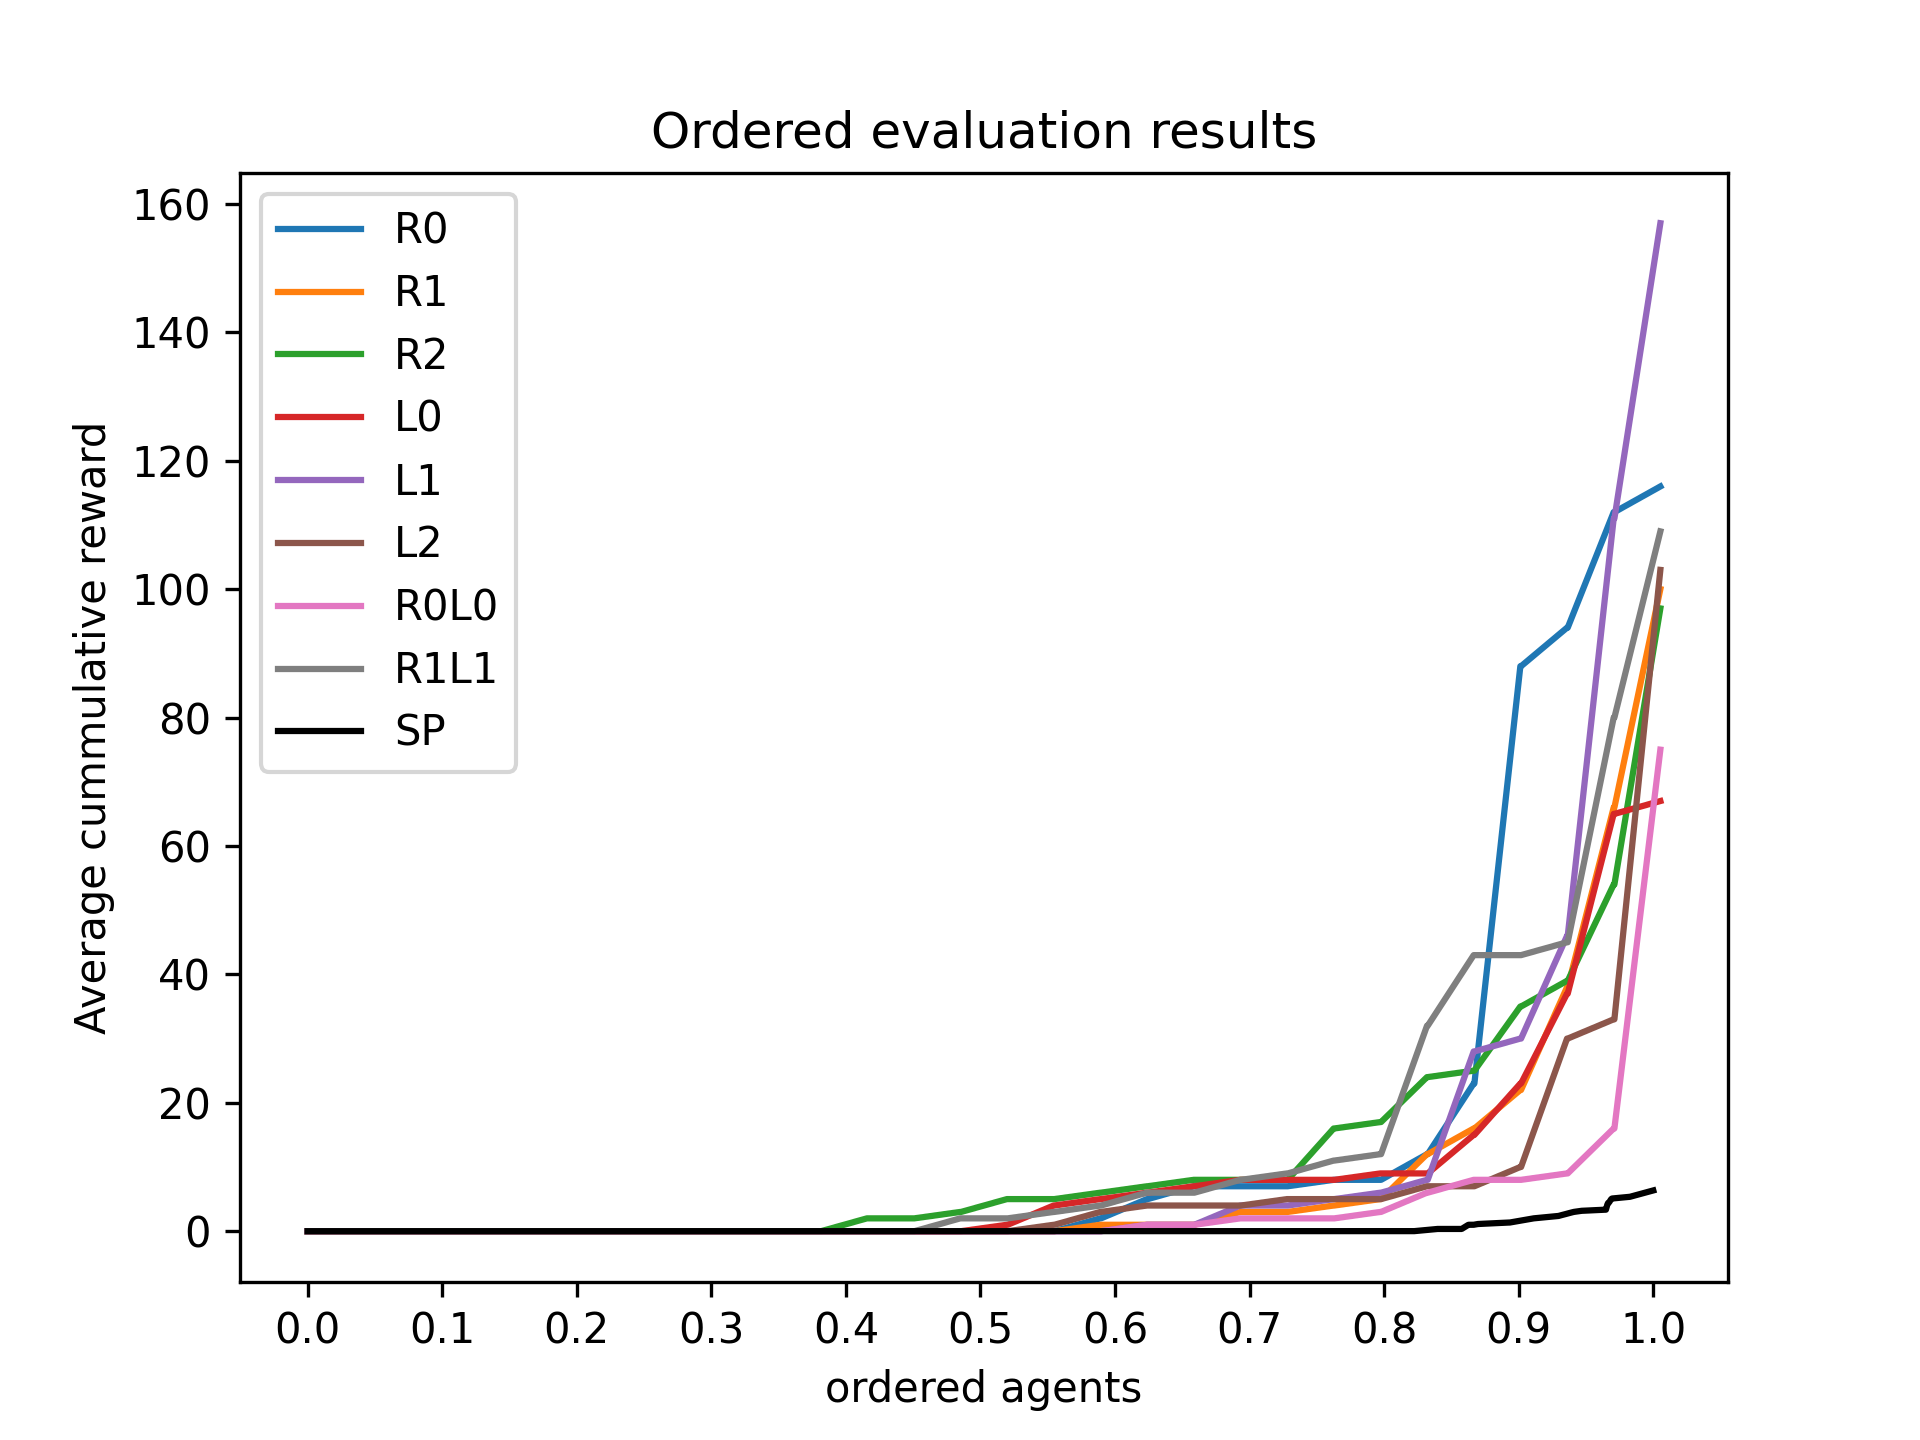 Ordered evaluation results
160
140
120
100
80
60
40
20
0
Average cummulative reward
R0
R1
R2
L0
L1
L2
R0L0
R1L1
SP
0.0 0.1 0.2 0.3 0.4 0.5 0.6 0.7 0.8 0.9 1.0
ordered agents